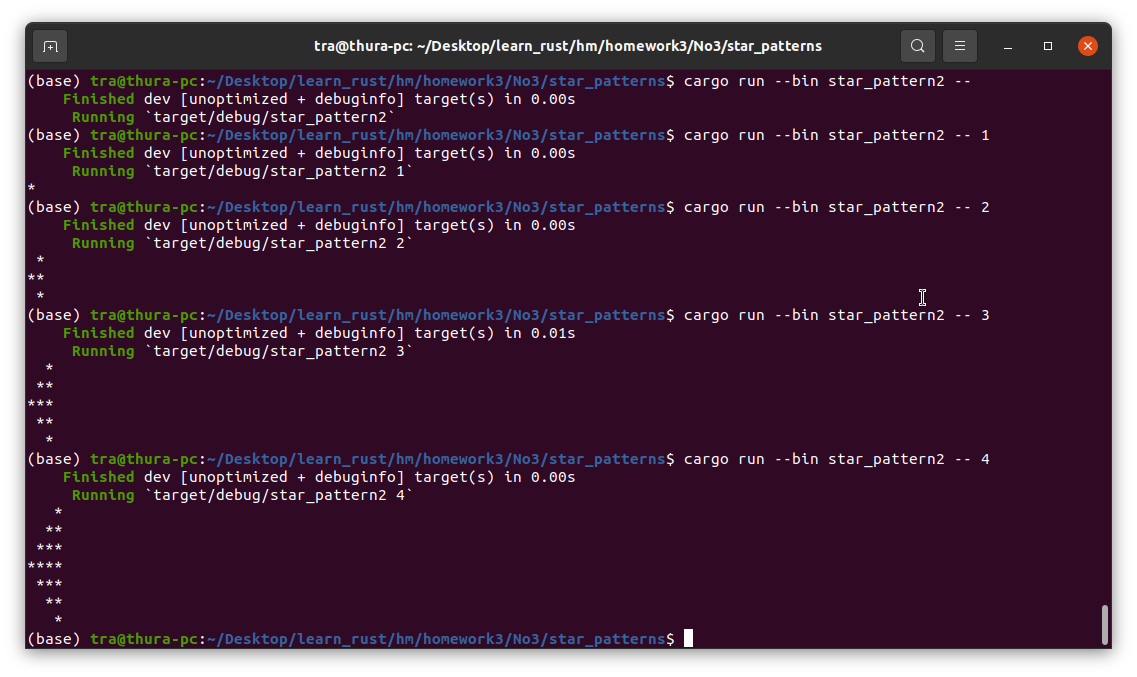 tra@thura-pc: ~/Desktop/learn_rust/hm/homework3/No3/star_patterns
(base) tra@thura-pc:~/Desktop/learn_rust/hm/homework3/No3/star_patterns$ cargo run --bin star_pattern2 --
    Finished dev [unoptimized + debuginfo] target(s) in 0.00s
     Running `target/debug/star_pattern2`
(base) tra@thura-pc:~/Desktop/learn_rust/hm/homework3/No3/star_patterns$ cargo run --bin star_pattern2 -- 1
    Finished dev [unoptimized + debuginfo] target(s) in 0.00s
     Running `target/debug/star_pattern2 1`
*
(base) tra@thura-pc:~/Desktop/learn_rust/hm/homework3/No3/star_patterns$ cargo run --bin star_pattern2 -- 2
    Finished dev [unoptimized + debuginfo] target(s) in 0.00s
     Running `target/debug/star_pattern2 2`
 *
**
 *
(base) tra@thura-pc:~/Desktop/learn_rust/hm/homework3/No3/star_patterns$ cargo run --bin star_pattern2 -- 3
    Finished dev [unoptimized + debuginfo] target(s) in 0.01s
     Running `target/debug/star_pattern2 3`
  *
 **
***
 **
  *
(base) tra@thura-pc:~/Desktop/learn_rust/hm/homework3/No3/star_patterns$ cargo run --bin star_pattern2 -- 4
    Finished dev [unoptimized + debuginfo] target(s) in 0.00s
     Running `target/debug/star_pattern2 4`
   *
  **
 ***
****
 ***
  **
   *
(base) tra@thura-pc:~/Desktop/learn_rust/hm/homework3/No3/star_patterns$